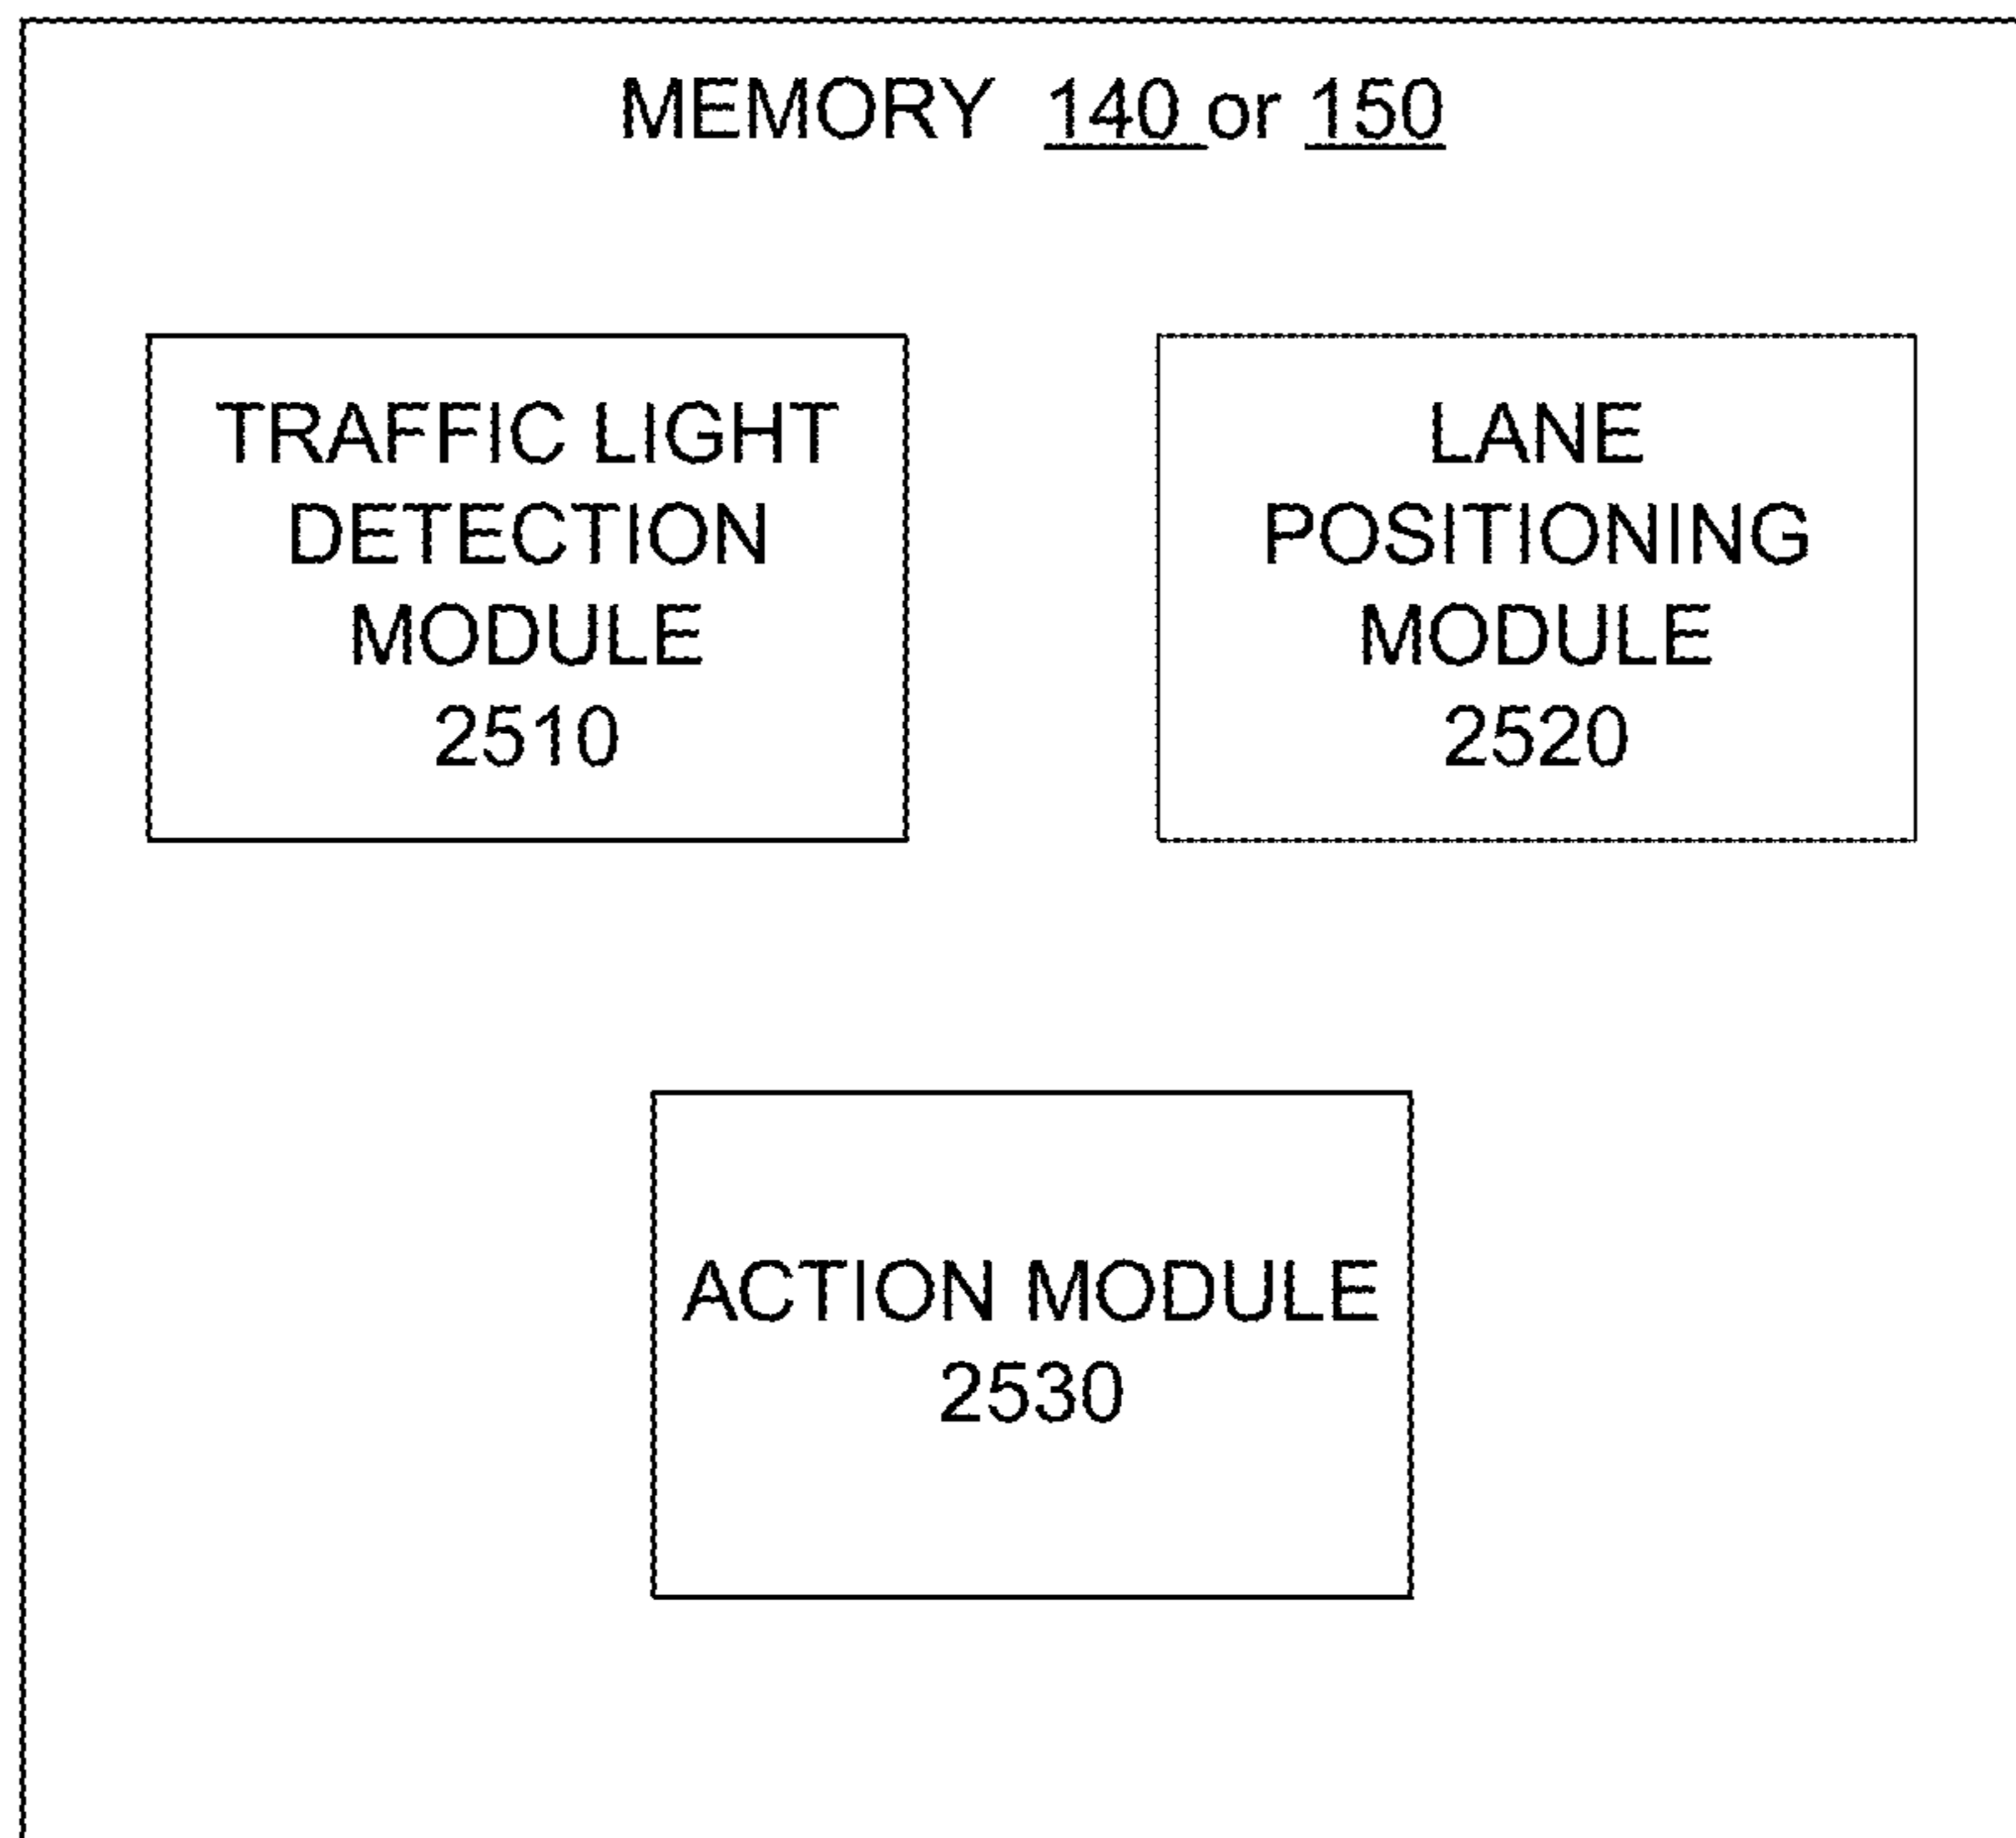 MEMORY 140 or 150
TRAFFIC LIGHT
DETECTION
MODULE
2510
LANE
POSITIONING
MODULE
2520
ACTION MODULE
2530